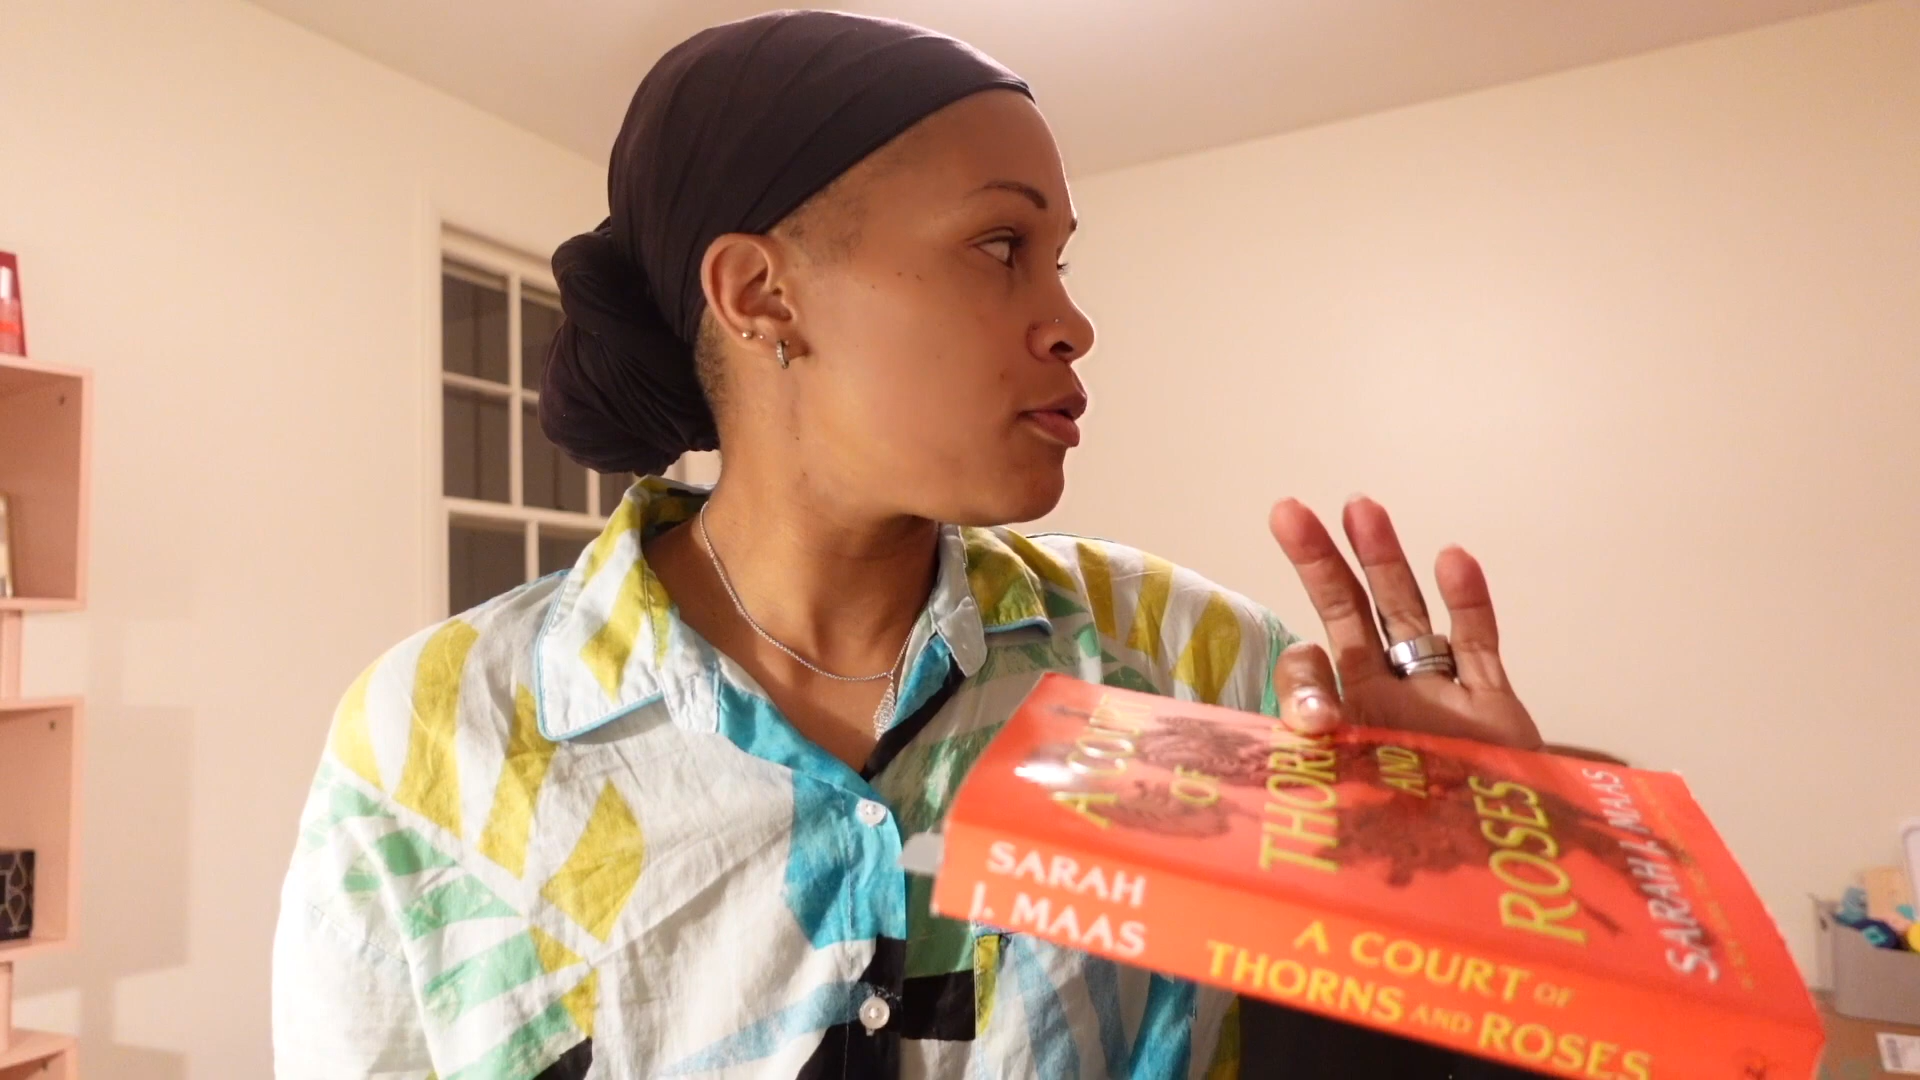 A COURT
OF
THORNS
AND
ROSES
SARAH J. MAAS
SARAH
J. MAAS
A COURT OF
THORNS AND ROSES